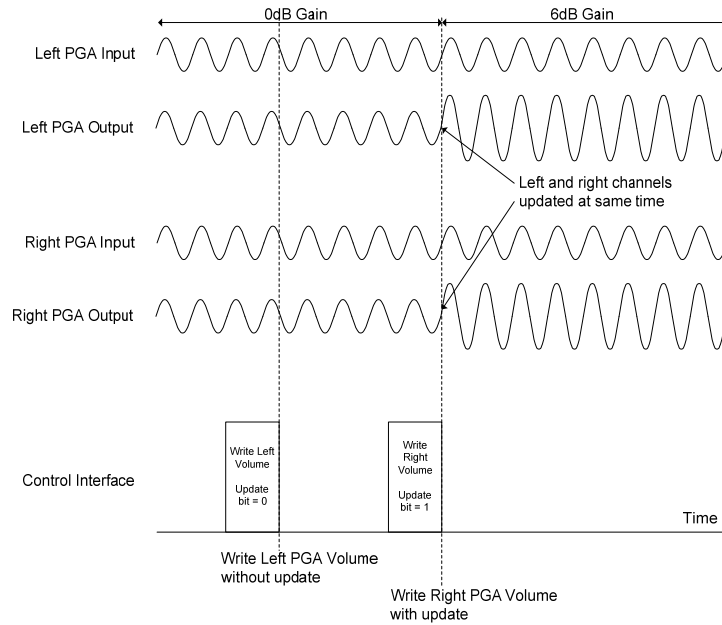 0dB Gain
6dB Gain
Left PGA Input
Left PGA Output
Left and right channels
updated at same time
Right PGA Input
Right PGA Output
Control Interface
Write Left
Volume
Update
bit = 0
Write
Right
Volume
Update
bit = 1
Time
Write Left PGA Volume
without update
Write Right PGA Volume
with update